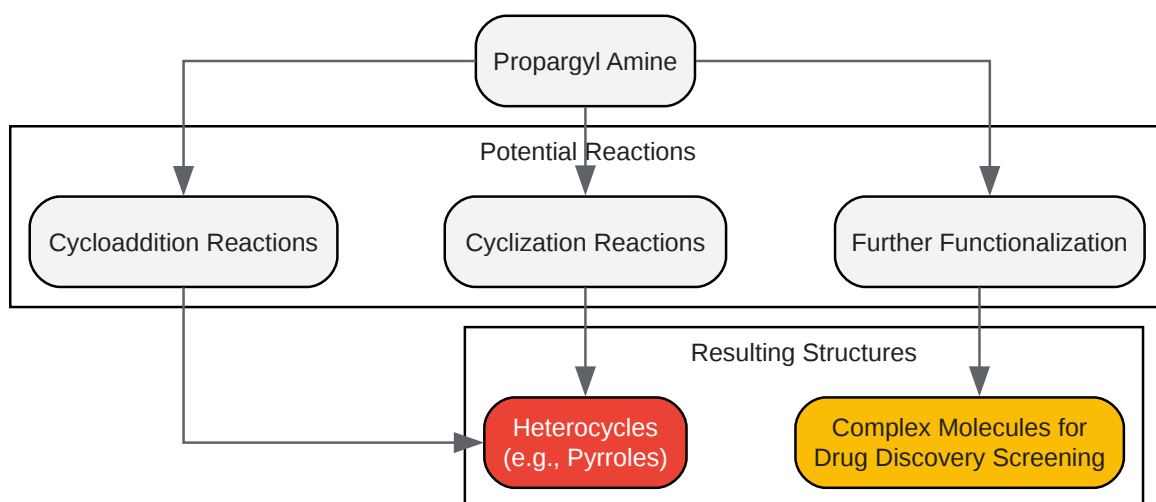 Propargyl Amine
Potential Reactions
Cycloaddition Reactions
Cyclization Reactions
Further Functionalization
Resulting Structures
Heterocycles
(e.g., Pyrroles)
Complex Molecules for
Drug Discovery Screening